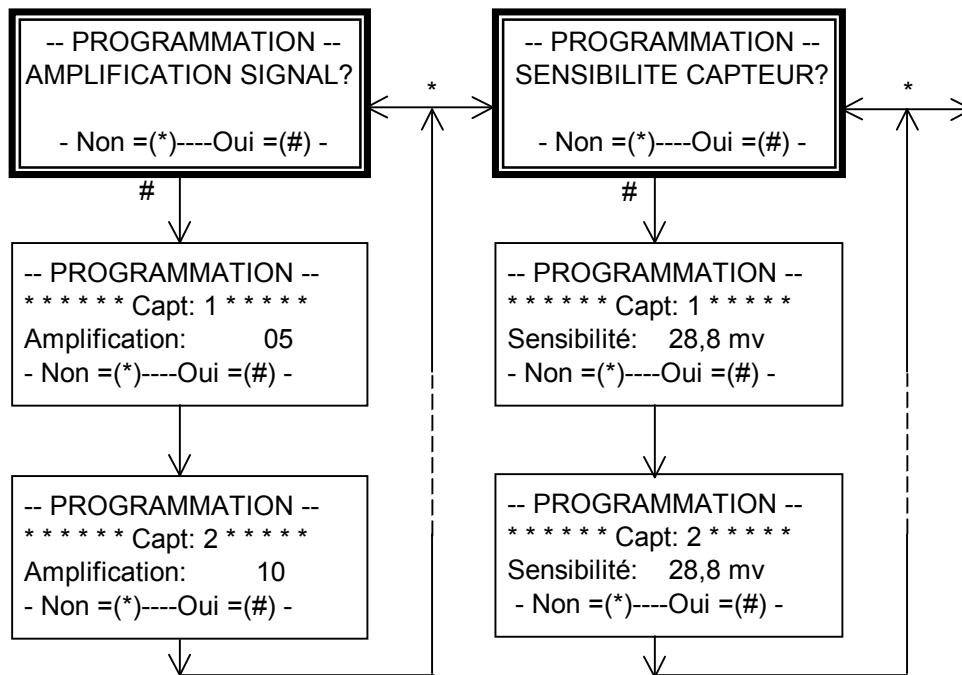 -- PROGRAMMATION --
AMPLIFICATION SIGNAL?
- Non =(*)----Oui =(#) -
#
-- PROGRAMMATION --
* * * * * * Capt: 1 * * * * *
Amplification: 05
- Non =(*)----Oui =(#) -
-- PROGRAMMATION --
* * * * * * Capt: 2 * * * * *
Amplification: 10
- Non =(*)----Oui =(#) -
*
-- PROGRAMMATION --
SENSIBILITE CAPTEUR?
- Non =(*)----Oui =(#) -
#
-- PROGRAMMATION --
* * * * * * Capt: 1 * * * * *
Sensibilité: 28,8 mv
- Non =(*)----Oui =(#) -
-- PROGRAMMATION --
* * * * * * Capt: 2 * * * * *
Sensibilité: 28,8 mv
- Non =(*)----Oui =(#) -
*